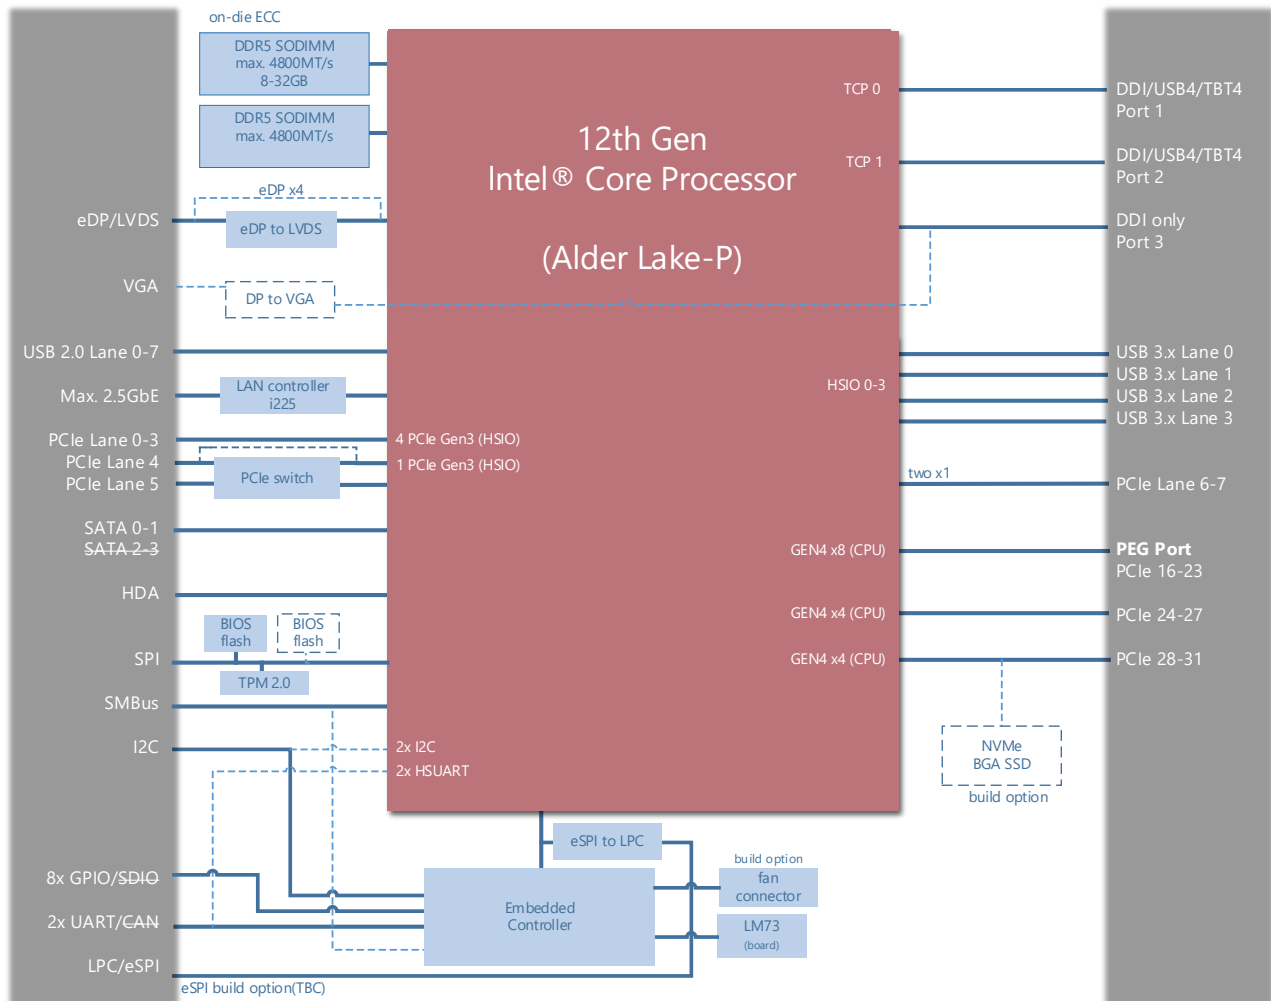 on-die ECC
DDR5 SODIMM
max. 4800MT/s
8-32GB
DDR5 SODIMM
max. 4800MT/s
eDP x4
eDP/LVDS
eDP to LVDS
VGA
DP to VGA
USB 2.0 Lane 0-7
Max. 2.5GbE
LAN controller
i225
PCIe Lane 0-3
PCIe Lane 4
PCIe Lane 5
PCIe switch
SATA 0-1
SATA 2-3
HDA
BIOS
flash
BIOS
flash
SPI
TPM 2.0
SMBus
I2C
8x GPIO/SDIO
2x UART/CAN
LPC/eSPI
eSPI build option(TBC)
12th Gen
Intel® Core Processor
(Alder Lake-P)
4 PCIe Gen3 (HSIO)
1 PCIe Gen3 (HSIO)
2x I2C
2x HSUART
TCP 0
TCP 1
HSIO 0-3
GEN4 x8 (CPU)
GEN4 x4 (CPU)
GEN4 x4 (CPU)
eSPI to LPC
Embedded
Controller
build option
fan
connector
LM73
(board)
DDI/USB4/TBT4
Port 1
DDI/USB4/TBT4
Port 2
DDI only
Port 3
USB 3.x Lane 0
USB 3.x Lane 1
USB 3.x Lane 2
USB 3.x Lane 3
two x1
PCIe Lane 6-7
PEG Port
PCIe 16-23
PCIe 24-27
PCIe 28-31
NVMe
BGA SSD
build option